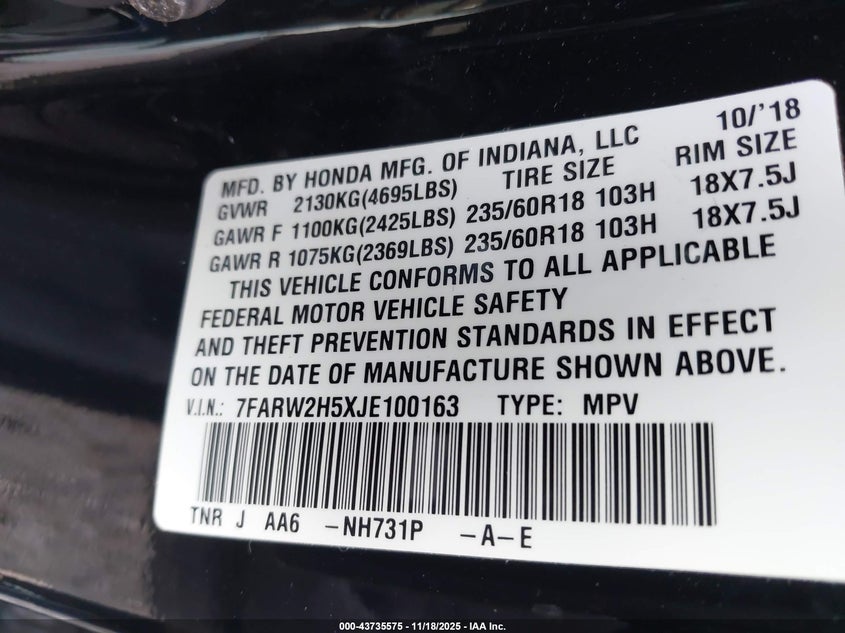 10/'18
MFD. BY HONDA MFG. OF INDIANA, LLC
GVWR 2130KG(4695LBS) TIRE SIZE RIM SIZE
GAWR F 1100KG(2425LBS) 235/60R18 103H 18X7.5J
GAWR R 1075KG(2369LBS) 235/60R18 103H 18X7.5J
THIS VEHICLE CONFORMS TO ALL APPLICABLE
FEDERAL MOTOR VEHICLE SAFETY
AND THEFT PREVENTION STANDARDS IN EFFECT
ON THE DATE OF MANUFACTURE SHOWN ABOVE.
V.I.N.: 7FARW2H5XJE100163 TYPE: MPV
TNR J AA6 -NH731P -A-E
000-43735575 - 11/18/2025 - IAA Inc.